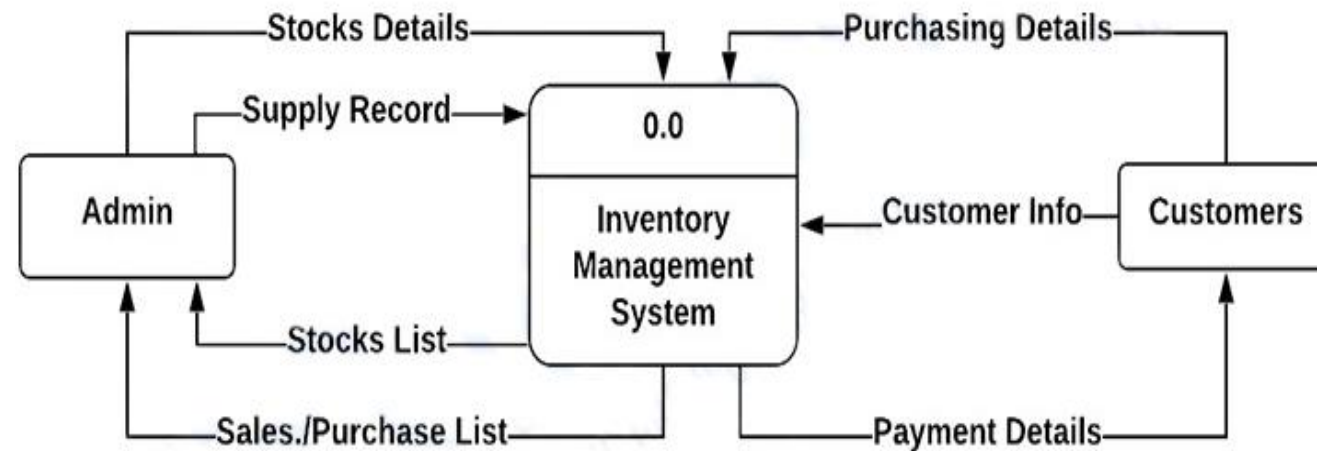 Stocks Details
Purchasing Details
Supply Record
0.0
Admin
Inventory
Management
System
Customer Info
Customers
Stocks List
Sales./Purchase List
Payment Details